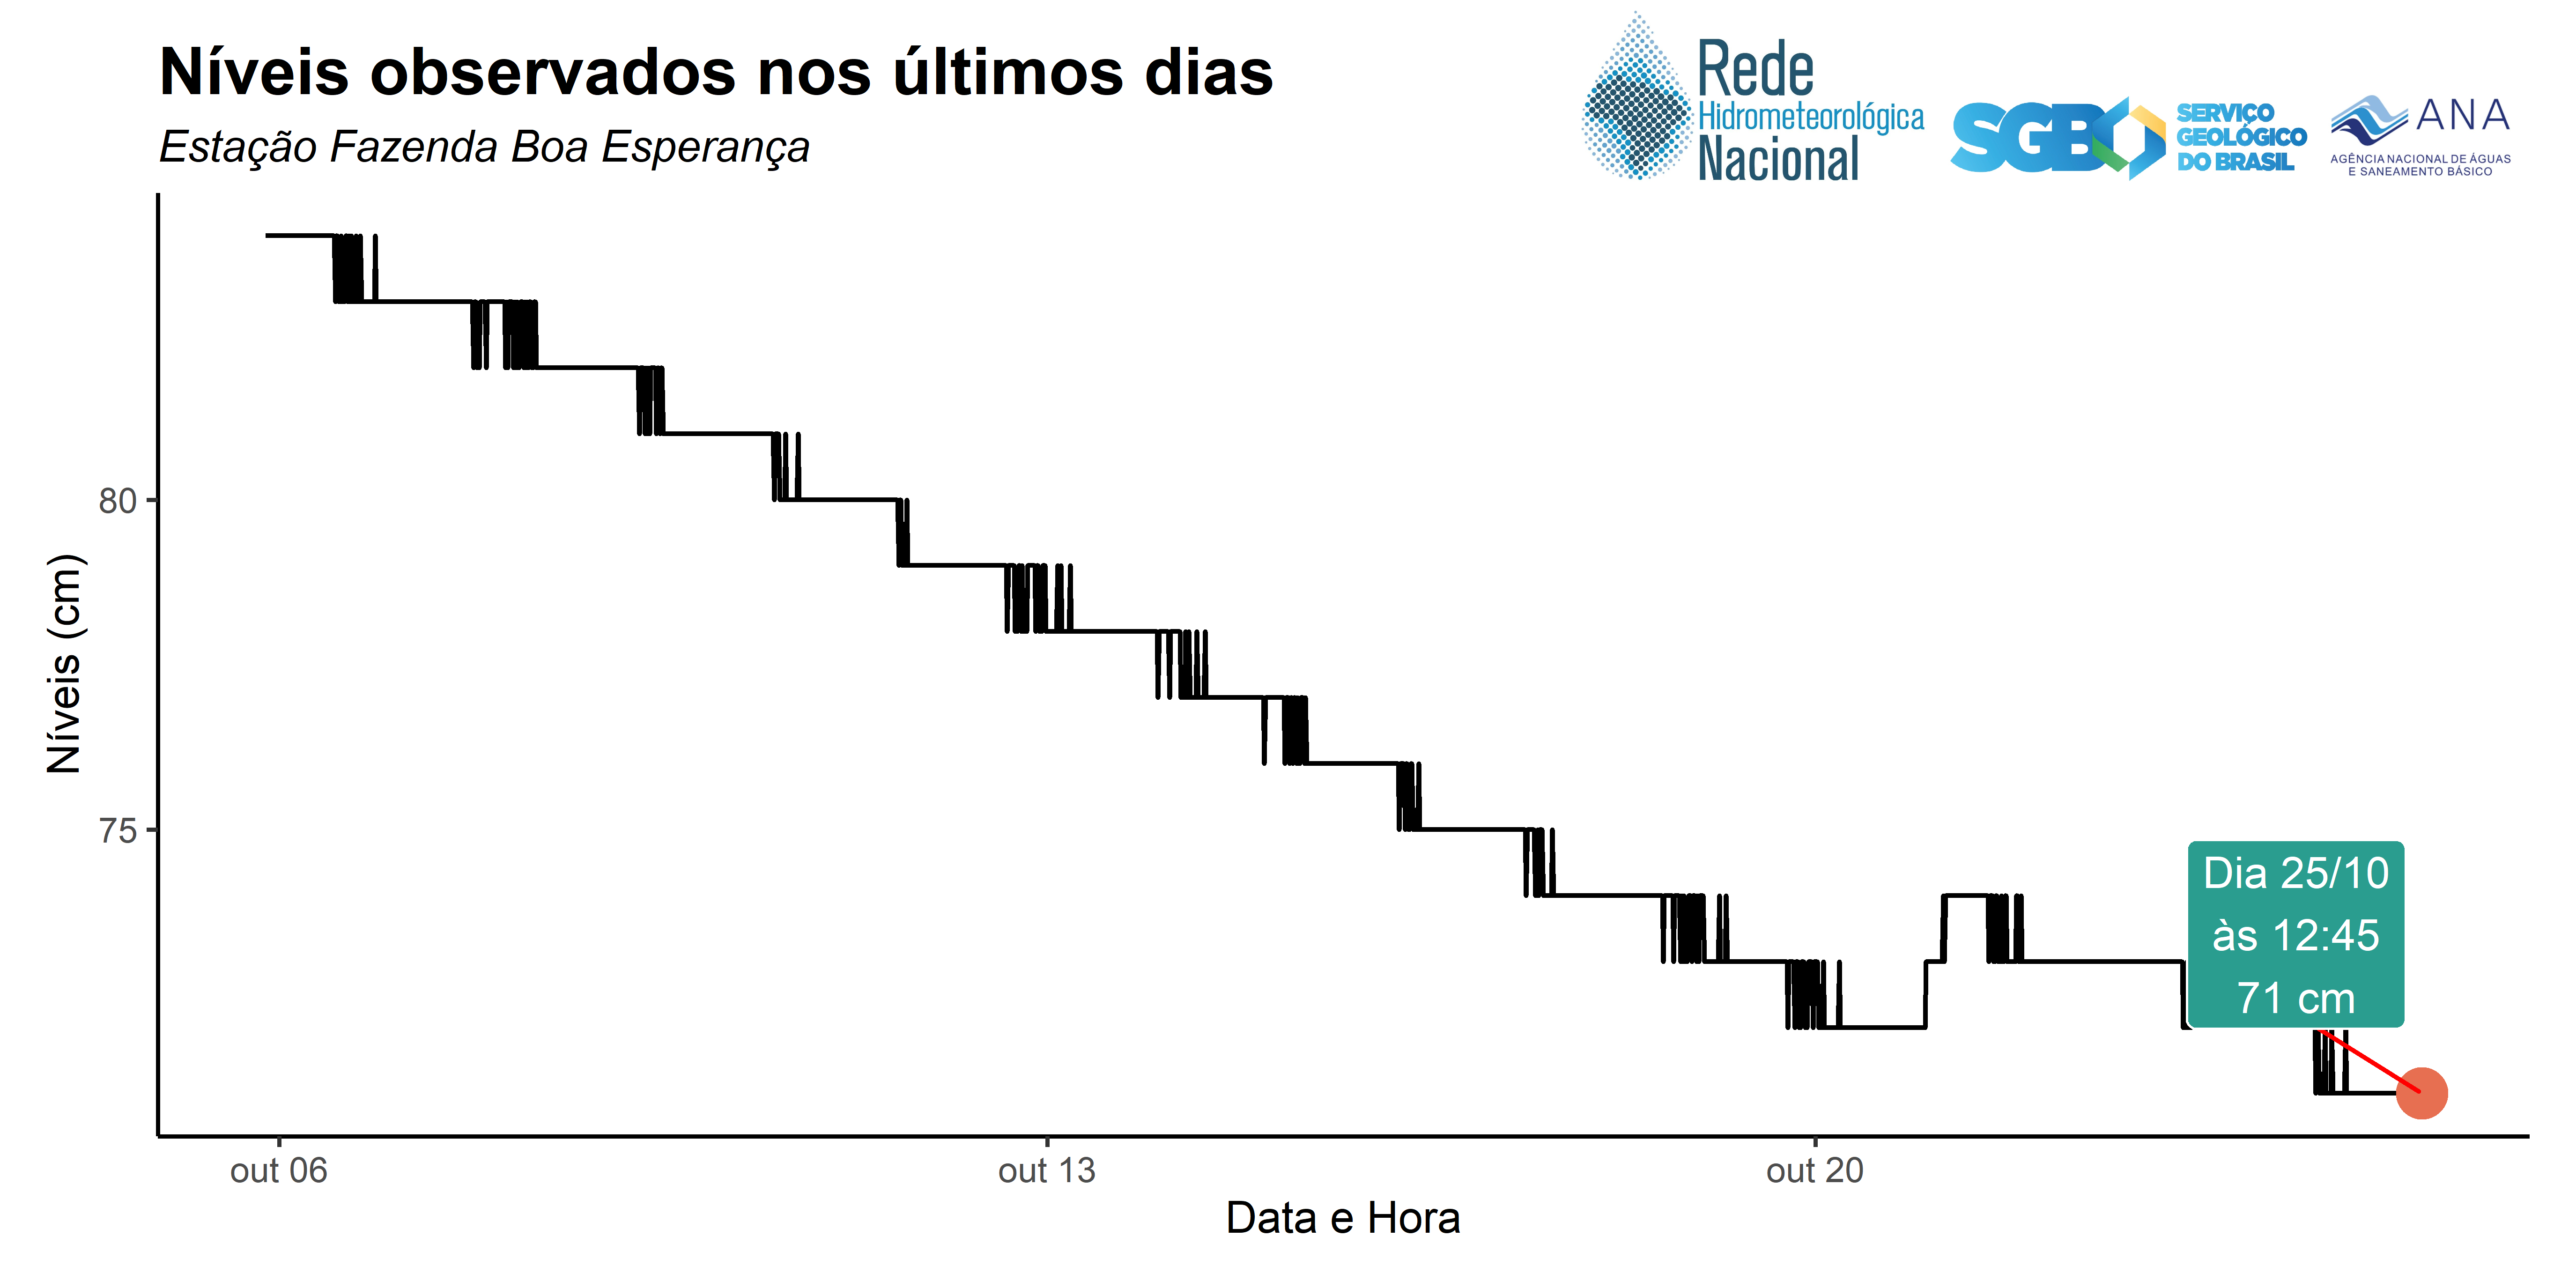 Níveis observados nos últimos dias
Estação Fazenda Boa Esperança
Rede
Hidrometeorológica
Nacional
SGB
SERVIÇO
GEOLÓGICO
DO BRASIL
ANA
AGÊNCIA NACIONAL DE ÁGUAS
E SANEAMENTO BÁSICO
Níveis (cm)
80
75
Dia 25/10
às 12:45
71 cm
out 06
out 13
out 20
Data e Hora